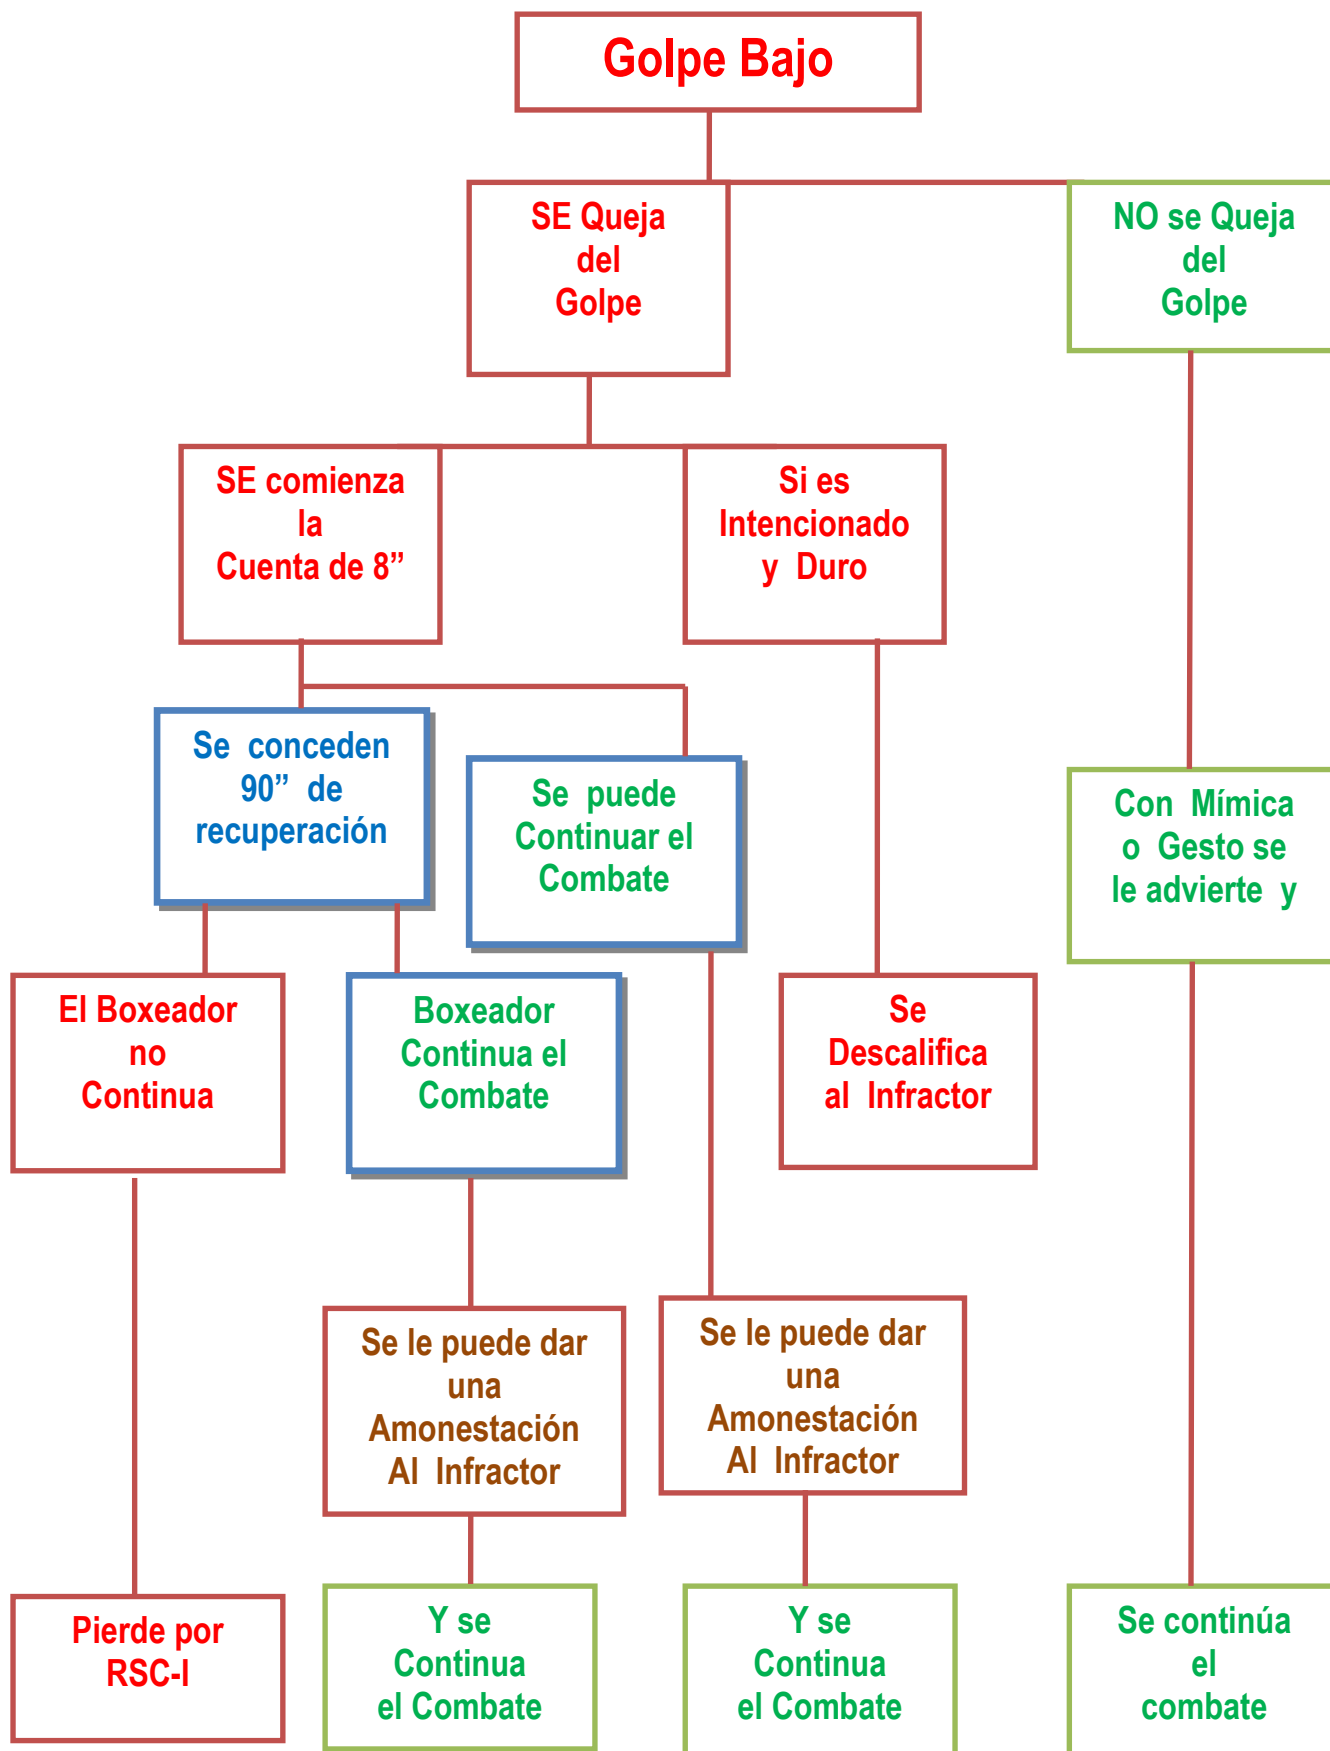 Golpe Bajo
SE Queja
del
Golpe
NO se Queja
del
Golpe
SE comienza
la
Cuenta de 8”
Si es
Intencionado
y Duro
Se conceden
90” de
recuperación
Se puede
Continuar el
Combate
Con Mímica
o Gesto se
le advierte y
El Boxeador
no
Continua
Boxeador
Continua el
Combate
Se
Descalifica
al Infractor
Se le puede dar
una
Amonestación
Al Infractor
Se le puede dar
una
Amonestación
Al Infractor
Pierde por
RSC-I
Y se
Continua
el Combate
Y se
Continua
el Combate
Se continúa
el
combate